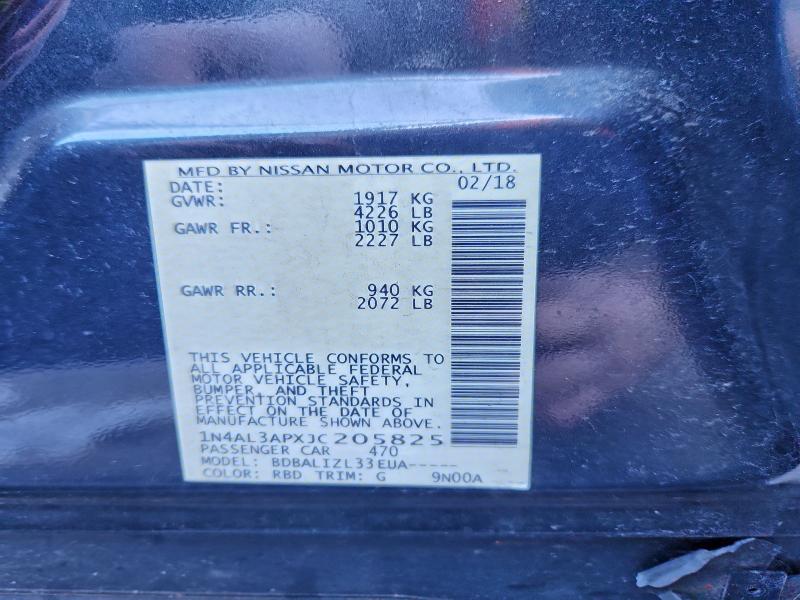 MFD BY NISSAN MOTOR CO., LTD.
DATE: 02/18
GVWR: 1917 KG
4226 LB
GAWR FR.: 1010 KG
2227 LB
GAWR RR.: 940 KG
2072 LB
THIS VEHICLE CONFORMS TO
ALL APPLICABLE FEDERAL
MOTOR VEHICLE SAFETY,
BUMPER, AND THEFT
PREVENTION STANDARDS IN
EFFECT ON THE DATE OF
MANUFACTURE SHOWN ABOVE.
1N4AL3APXJC205825
PASSENGER CAR 470
MODEL: BDBALIZL33EUA-----
COLOR: RBD TRIM: G 9N00A